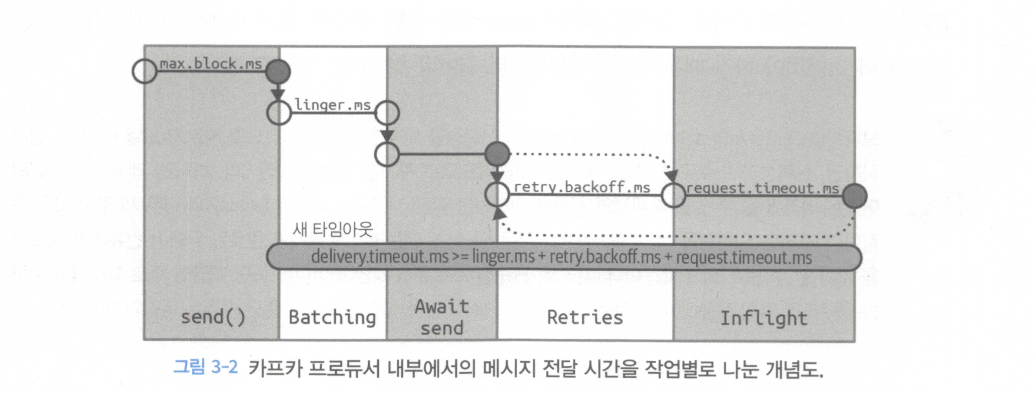 max.block.ms
linger.ms
retry.backoff.ms
request.timeout.ms
새 타임아웃
delivery.timeout.ms >= linger.ms + retry.backoff.ms + request.timeout.ms
send()
Batching
Await
send
Retries
Inflight
그림 3-2 카프카 프로듀서 내부에서의 메시지 전달 시간을 작업별로 나눈 개념도.